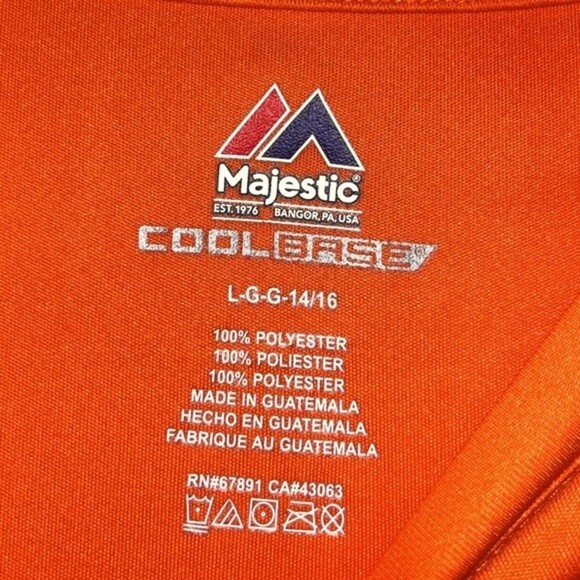 Majestic®
EST. 1976 BANGOR, PA, USA
COOLBASE
L-G-G-14/16
100% POLYESTER
100% POLIESTER
100% POLYESTER
MADE IN GUATEMALA
HECHO EN GUATEMALA
FABRIQUE AU GUATEMALA
RN#67891 CA#43063